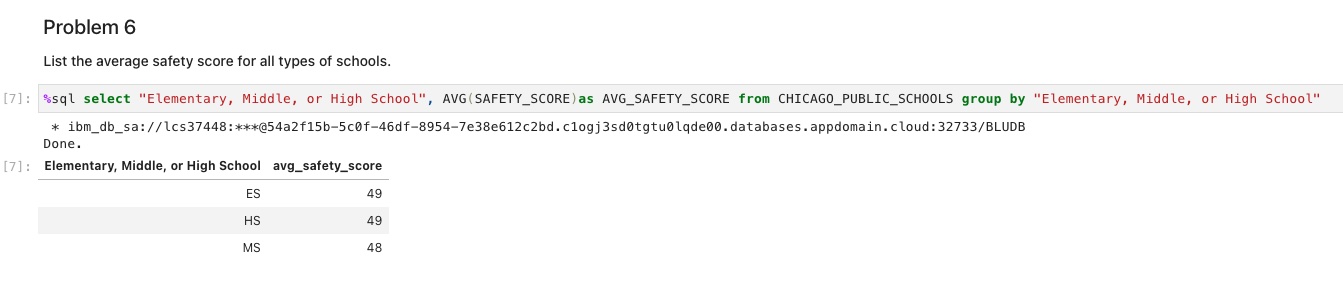 Problem 6
List the average safety score for all types of schools.
[7]: %sql select "Elementary, Middle, or High School", AVG(SAFETY_SCORE)as AVG_SAFETY_SCORE from CHICAGO_PUBLIC_SCHOOLS group by "Elementary, Middle, or High School"
* ibm_db_sa://lcs37448:***@54a2f15b-5c0f-46df-8954-7e38e612c2bd.c1ogj3sd0tgtu0lqde00.databases.appdomain.cloud:32733/BLUDB
Done.
[7]: Elementary, Middle, or High School avg_safety_score
ES 49
HS 49
MS 48